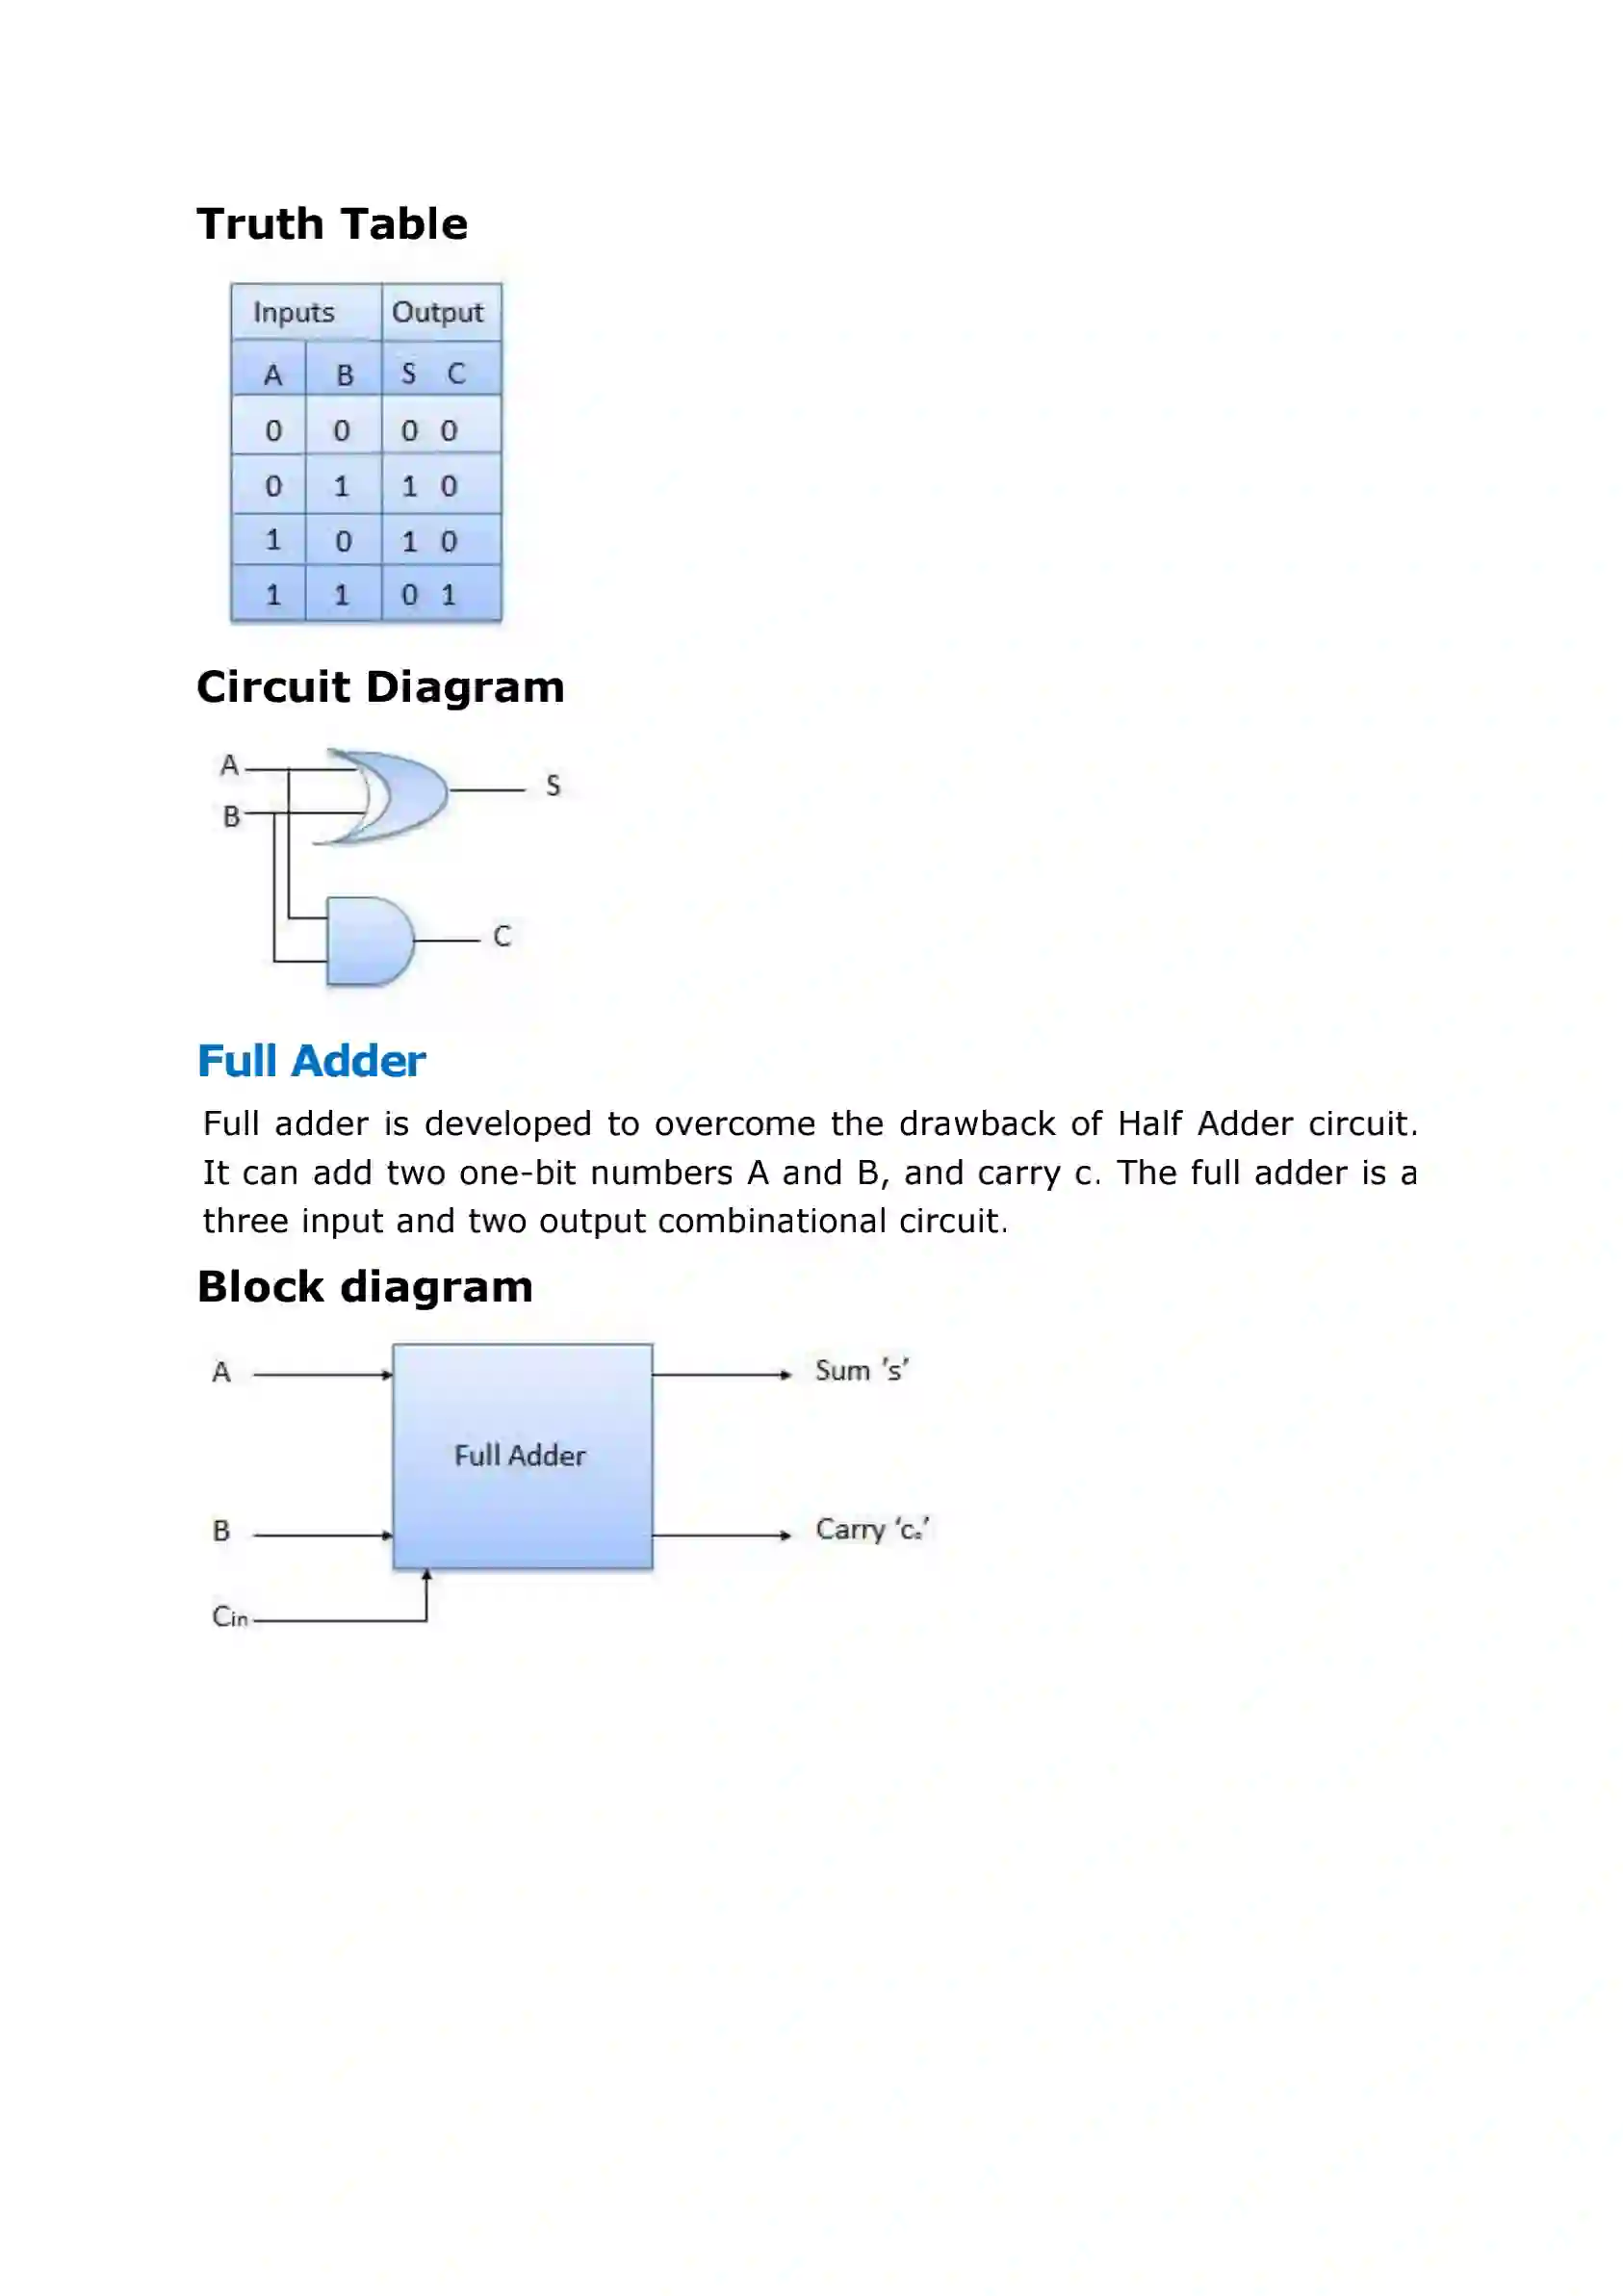 Truth Table
Inputs Output
A B S C
0 0 0 0
0 1 1 0
1 0 1 0
1 1 0 1
Circuit Diagram
A
S
B
C
Full Adder
Full adder is developed to overcome the drawback of Half Adder circuit.
It can add two one-bit numbers A and B, and carry c. The full adder is a
three input and two output combinational circuit.
Block diagram
A Sum ‘s’
Full Adder
B Carry ‘cₒ’
Cin